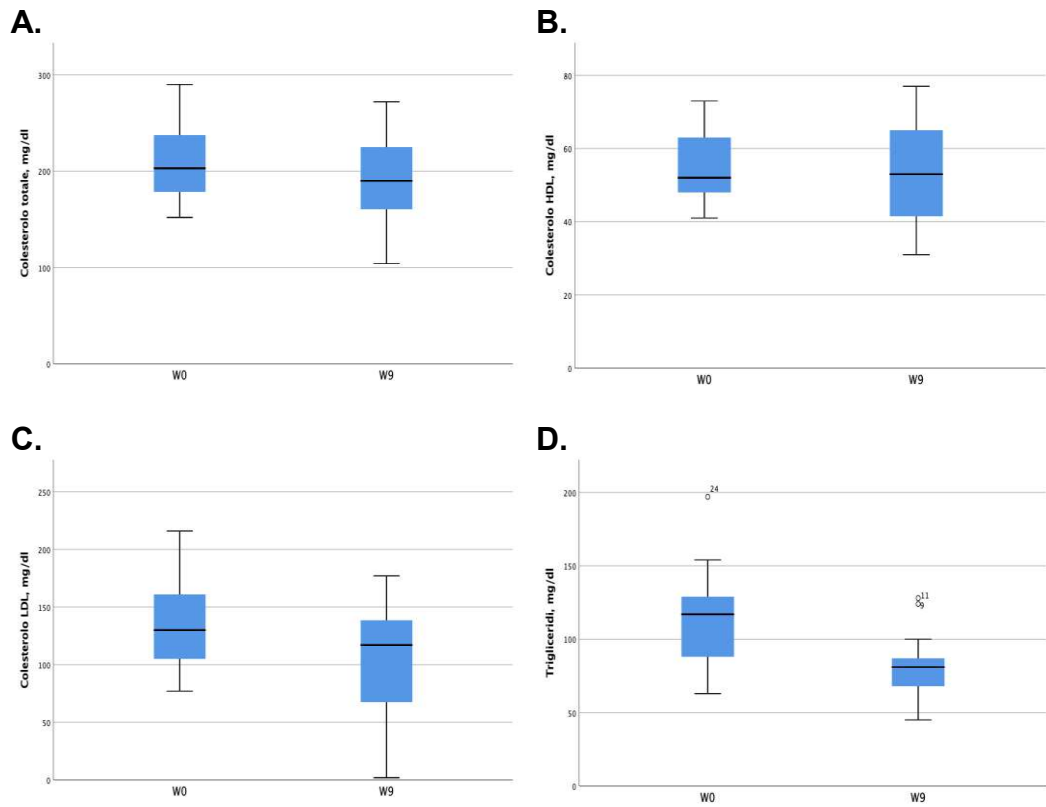 A.
Colesterolo totale, mg/dl
300
200
100
0
W0 W9
B.
Colesterolo HDL, mg/dl
80
60
40
20
0
W0 W9
C.
Colesterolo LDL, mg/dl
250
200
150
100
50
0
W0 W9
D.
Trigliceridi, mg/dl
200
150
100
50
0
24
11
9
W0 W9